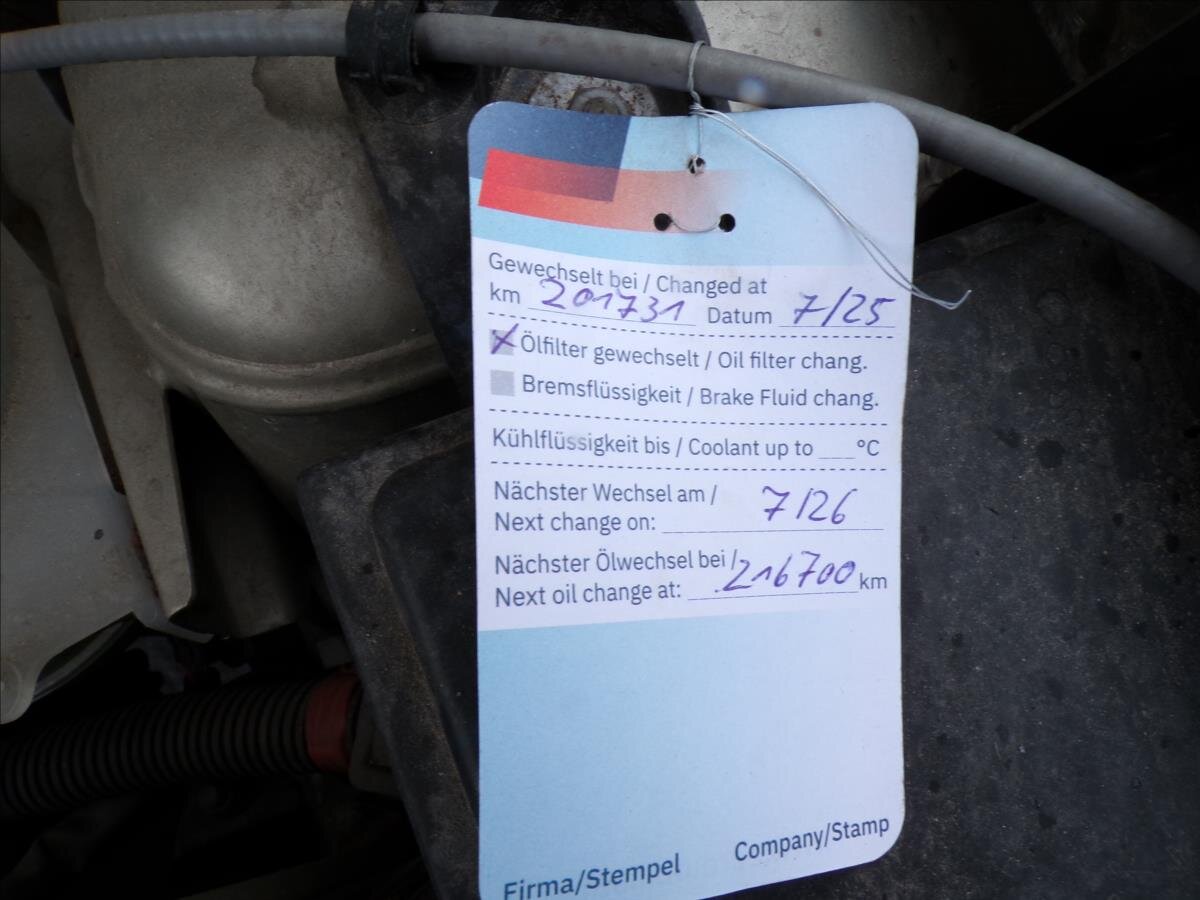 Gewechselt bei / Changed at
km 201731 Datum 7/25
Ölfilter gewechselt / Oil filter chang.
Bremsflüssigkeit / Brake Fluid chang.
Kühlflüssigkeit bis / Coolant up to ___°C
Nächster Wechsel am / 7/26
Next change on:
Nächster Ölwechsel bei / 216700
Next oil change at: km
Company/Stamp
Firma/Stempel